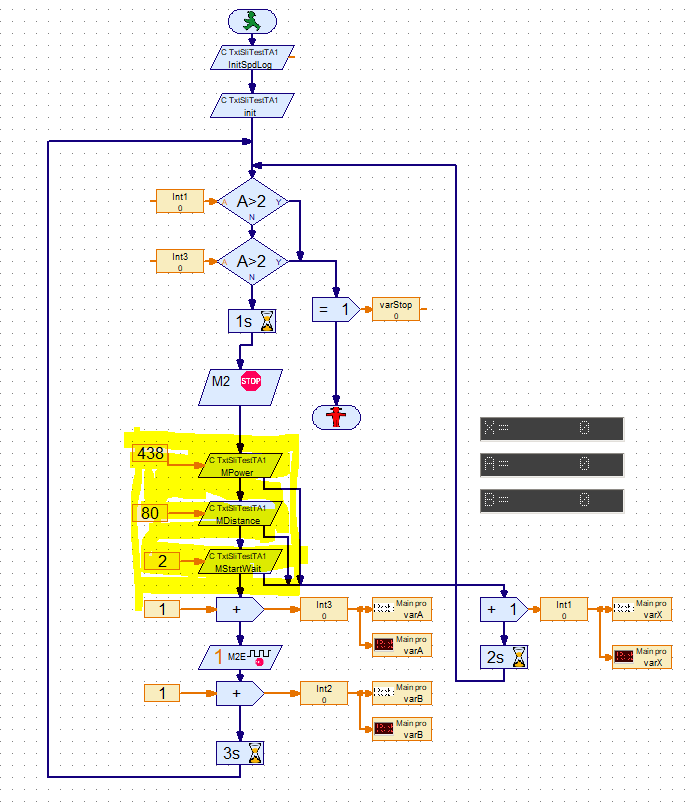 C TxtSliTestTA1
InitSpdLog
C TxtSliTestTA1
init
Int1
0
A
A>2
Y
N
Int3
0
A
A>2
Y
N
1s
= 1
varStop
0
M2
STOP
438
C TxtSliTestTA1
MPower
80
C TxtSliTestTA1
MDistance
2
C TxtSliTestTA1
MStartWait
X= 0
A= 0
B= 0
1
+
Int3
0
Main pro
varA
Main pro
varA
+ 1
Int1
0
Main pro
varX
Main pro
varX
2s
1 M2E
1
+
Int2
0
Main pro
varB
Main pro
varB
3s